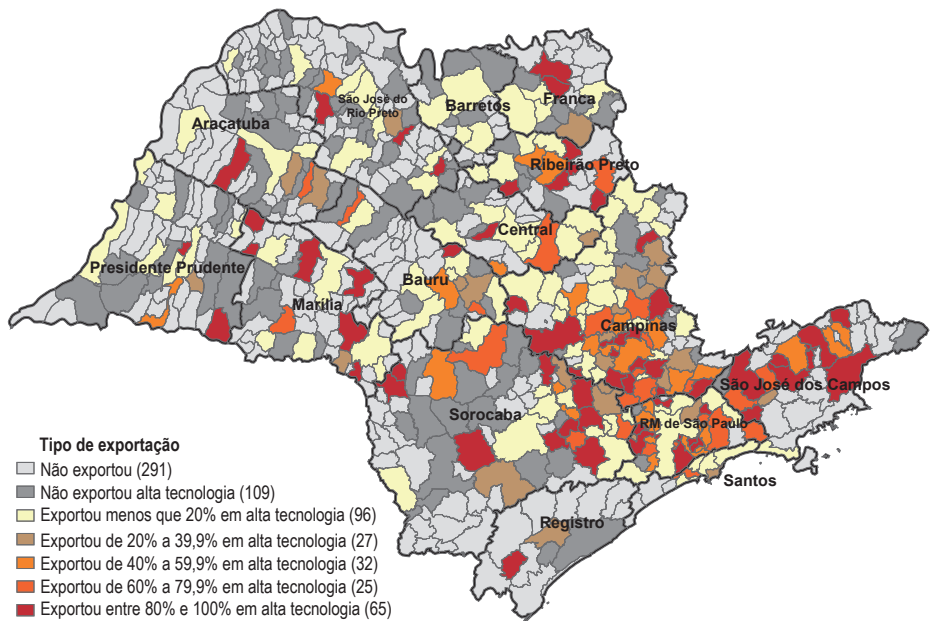 São José do
Rio Preto
Barretos
Franca
Araçatuba
Ribeirão Preto
Central
Presidente Prudente
Bauru
Marília
Campinas
São José dos Campos
Sorocaba
RM de São Paulo
Santos
Registro
Tipo de exportação
Não exportou (291)
Não exportou alta tecnologia (109)
Exportou menos que 20% em alta tecnologia (96)
Exportou de 20% a 39,9% em alta tecnologia (27)
Exportou de 40% a 59,9% em alta tecnologia (32)
Exportou de 60% a 79,9% em alta tecnologia (25)
Exportou entre 80% e 100% em alta tecnologia (65)